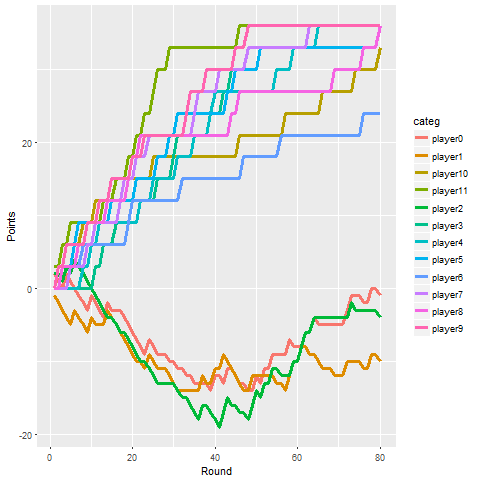 categ
player0
player1
player10
player11
player2
player3
player4
player5
player6
player7
player8
player9
Points
20
0
-20
0
20
40
60
80
Round